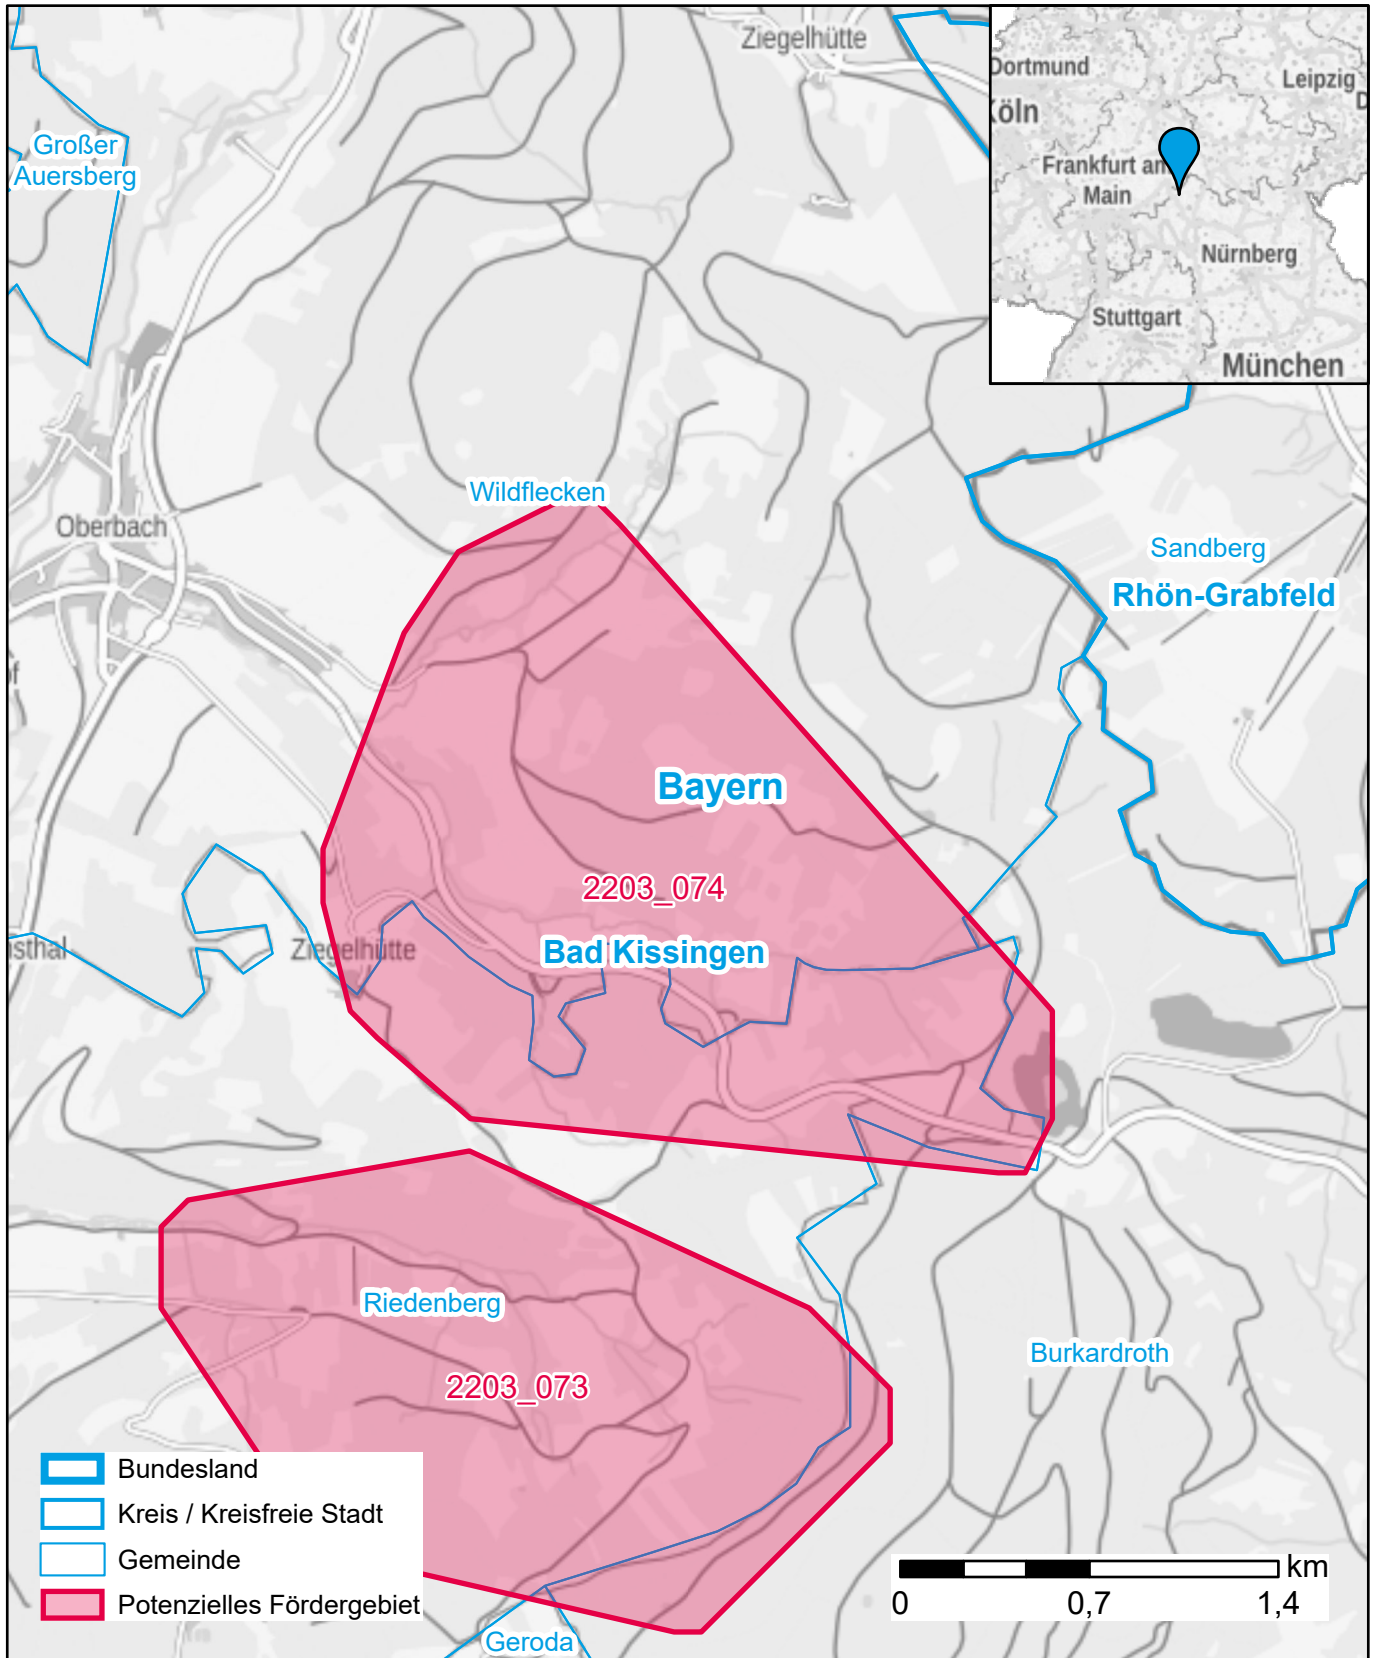 Ziegelhütte
Großer
Auersberg
Dortmund
Leipzig
Köln
Frankfurt am
Main
Nürnberg
Stuttgart
München
Wildflecken
Oberbach
Sandberg
Rhön-Grabfeld
Bayern
2203_074
Bad Kissingen
Ziegelhütte
Riedenberg
Burkardroth
2203_073
Bundesland
Kreis / Kreisfreie Stadt
Gemeinde
Potenzielles Fördergebiet
km
0 0,7 1,4
Geroda